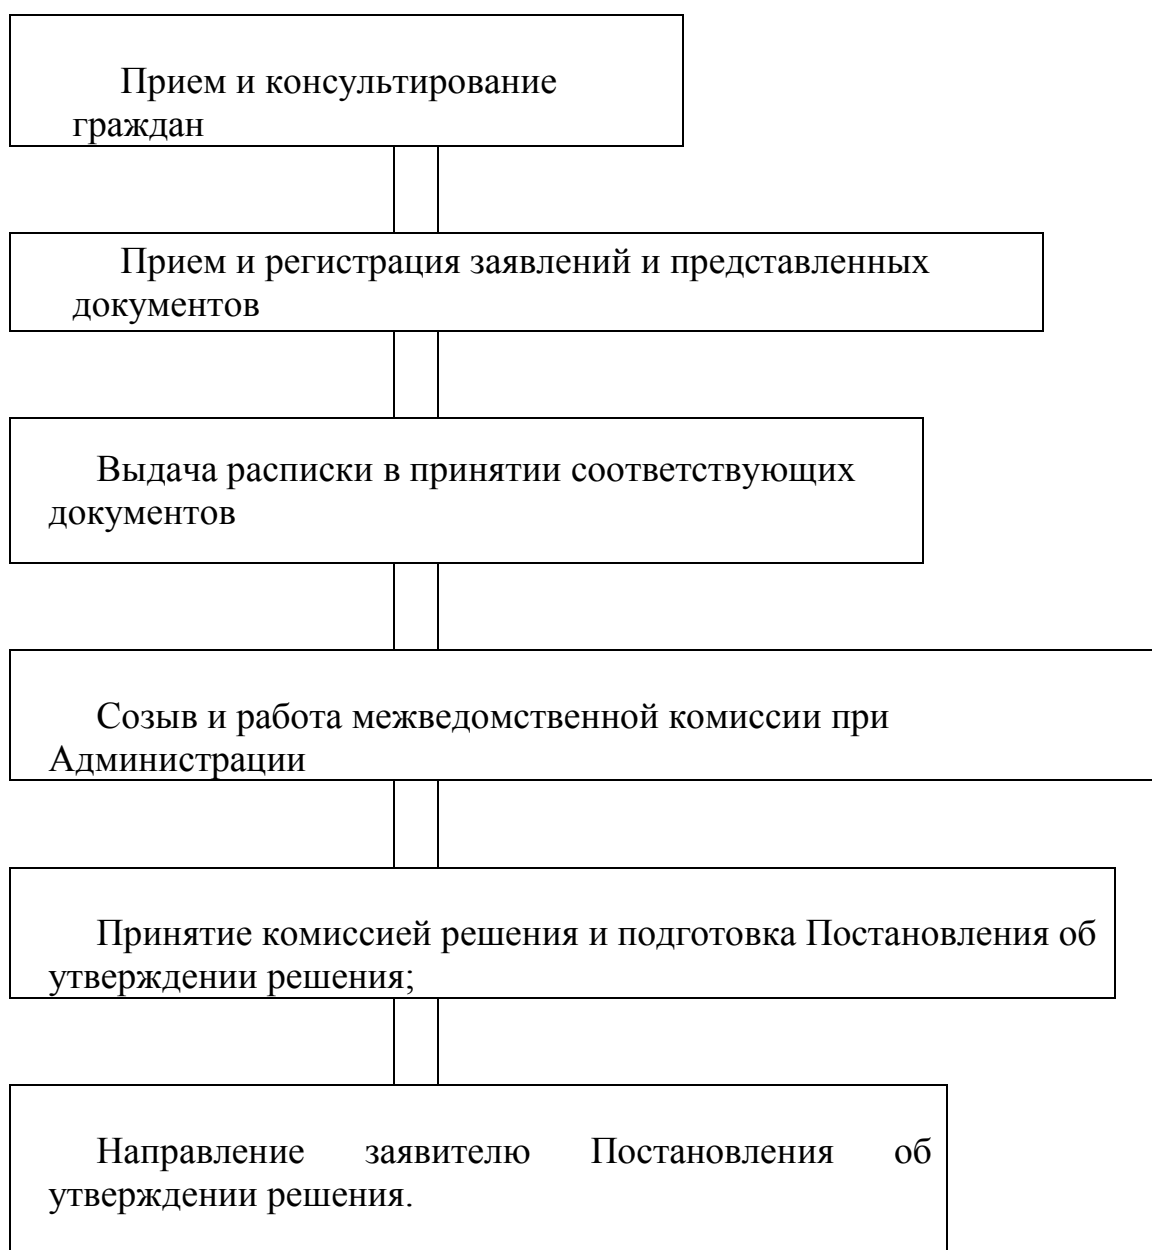 Прием и консультирование
граждан
Прием и регистрация заявлений и представленных
документов
Выдача расписки в принятии соответствующих
документов
Созыв и работа межведомственной комиссии при
Администрации
Принятие комиссией решения и подготовка Постановления об
утверждении решения;
Направление заявителю Постановления об
утверждении решения.